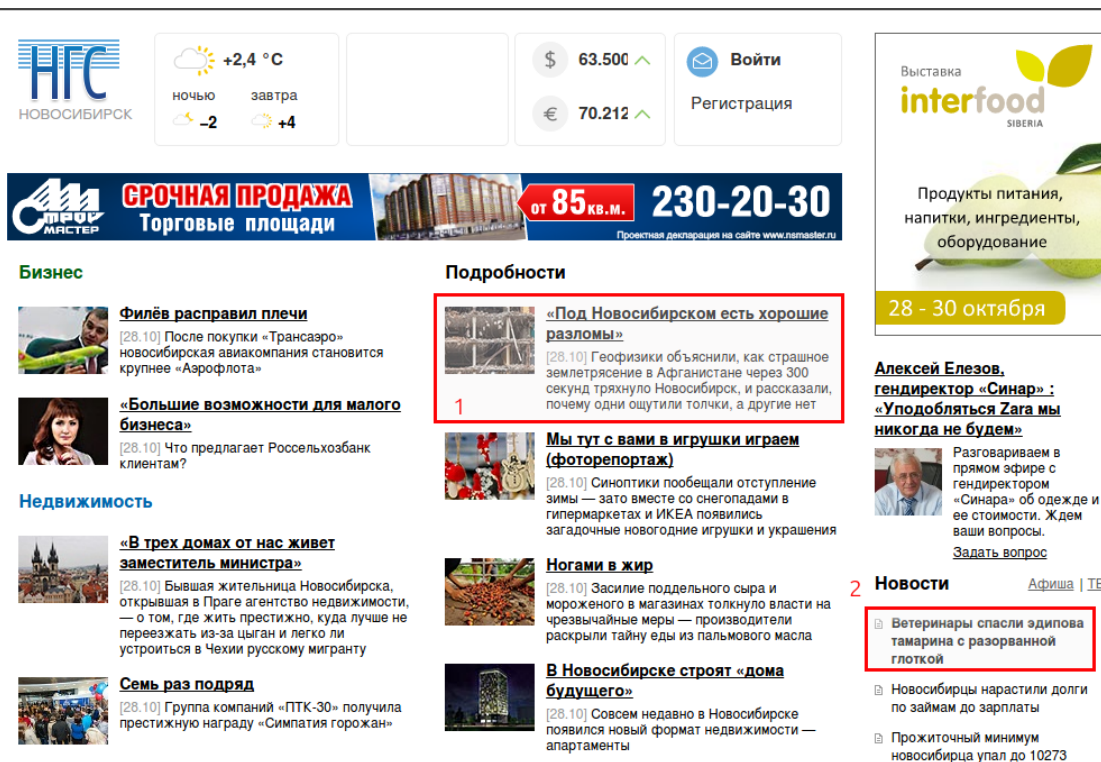 НГС
НОВОСИБИРСК
+2,4 °C
ночью завтра
–2 +4
$ 63.500
€ 70.212
Войти
Регистрация
Выставка
interfood
SIBERIA
Продукты питания,
напитки, ингредиенты,
оборудование
28 - 30 октября
СТРОЙ
МАСТЕР
СРОЧНАЯ ПРОДАЖА
Торговые площади
от 85 кв.м.
230-20-30
Проектная декларация на сайте www.nsmaster.ru
Бизнес
Филёв расправил плечи
[28.10] После покупки «Трансаэро»
новосибирская авиакомпания становится
крупнее «Аэрофлота»
«Большие возможности для малого
бизнеса»
[28.10] Что предлагает Россельхозбанк
клиентам?
Недвижимость
«В трех домах от нас живет
заместитель министра»
[28.10] Бывшая жительница Новосибирска,
открывшая в Праге агентство недвижимости,
— о том, где жить престижно, куда лучше не
переезжать из-за цыган и легко ли
устроиться в Чехии русскому мигранту
Семь раз подряд
[28.10] Группа компаний «ПТК-30» получила
престижную награду «Симпатия горожан»
Подробности
«Под Новосибирском есть хорошие
разломы»
[28.10] Геофизики объяснили, как страшное
землетрясение в Афганистане через 300
секунд тряхнуло Новосибирск, и рассказали,
почему одни ощутили толчки, а другие нет
1
Мы тут с вами в игрушки играем
(фоторепортаж)
[28.10] Синоптики пообещали отступление
зимы — зато вместе со снегопадами в
гипермаркетах и ИКЕА появились
загадочные новогодние игрушки и украшения
Ногами в жир
[28.10] Засилие поддельного сыра и
мороженого в магазинах толкнуло власти на
чрезвычайные меры — производители
раскрыли тайну еды из пальмового масла
В Новосибирске строят «дома
будущего»
[28.10] Совсем недавно в Новосибирске
появился новый формат недвижимости —
апартаменты
Алексей Елезов,
гендиректор «Синар» :
«Уподобляться Zara мы
никогда не будем»
Разговариваем в
прямом эфире с
гендиректором
«Синара» об одежде и
ее стоимости. Ждем
ваши вопросы.
Задать вопрос
2
Новости Афиша | ТВ
Ветеринары спасли эдипова
тамарина с разорванной
глоткой
Новосибирцы нарастили долги
по займам до зарплаты
Прожиточный минимум
новосибирца упал до 10273